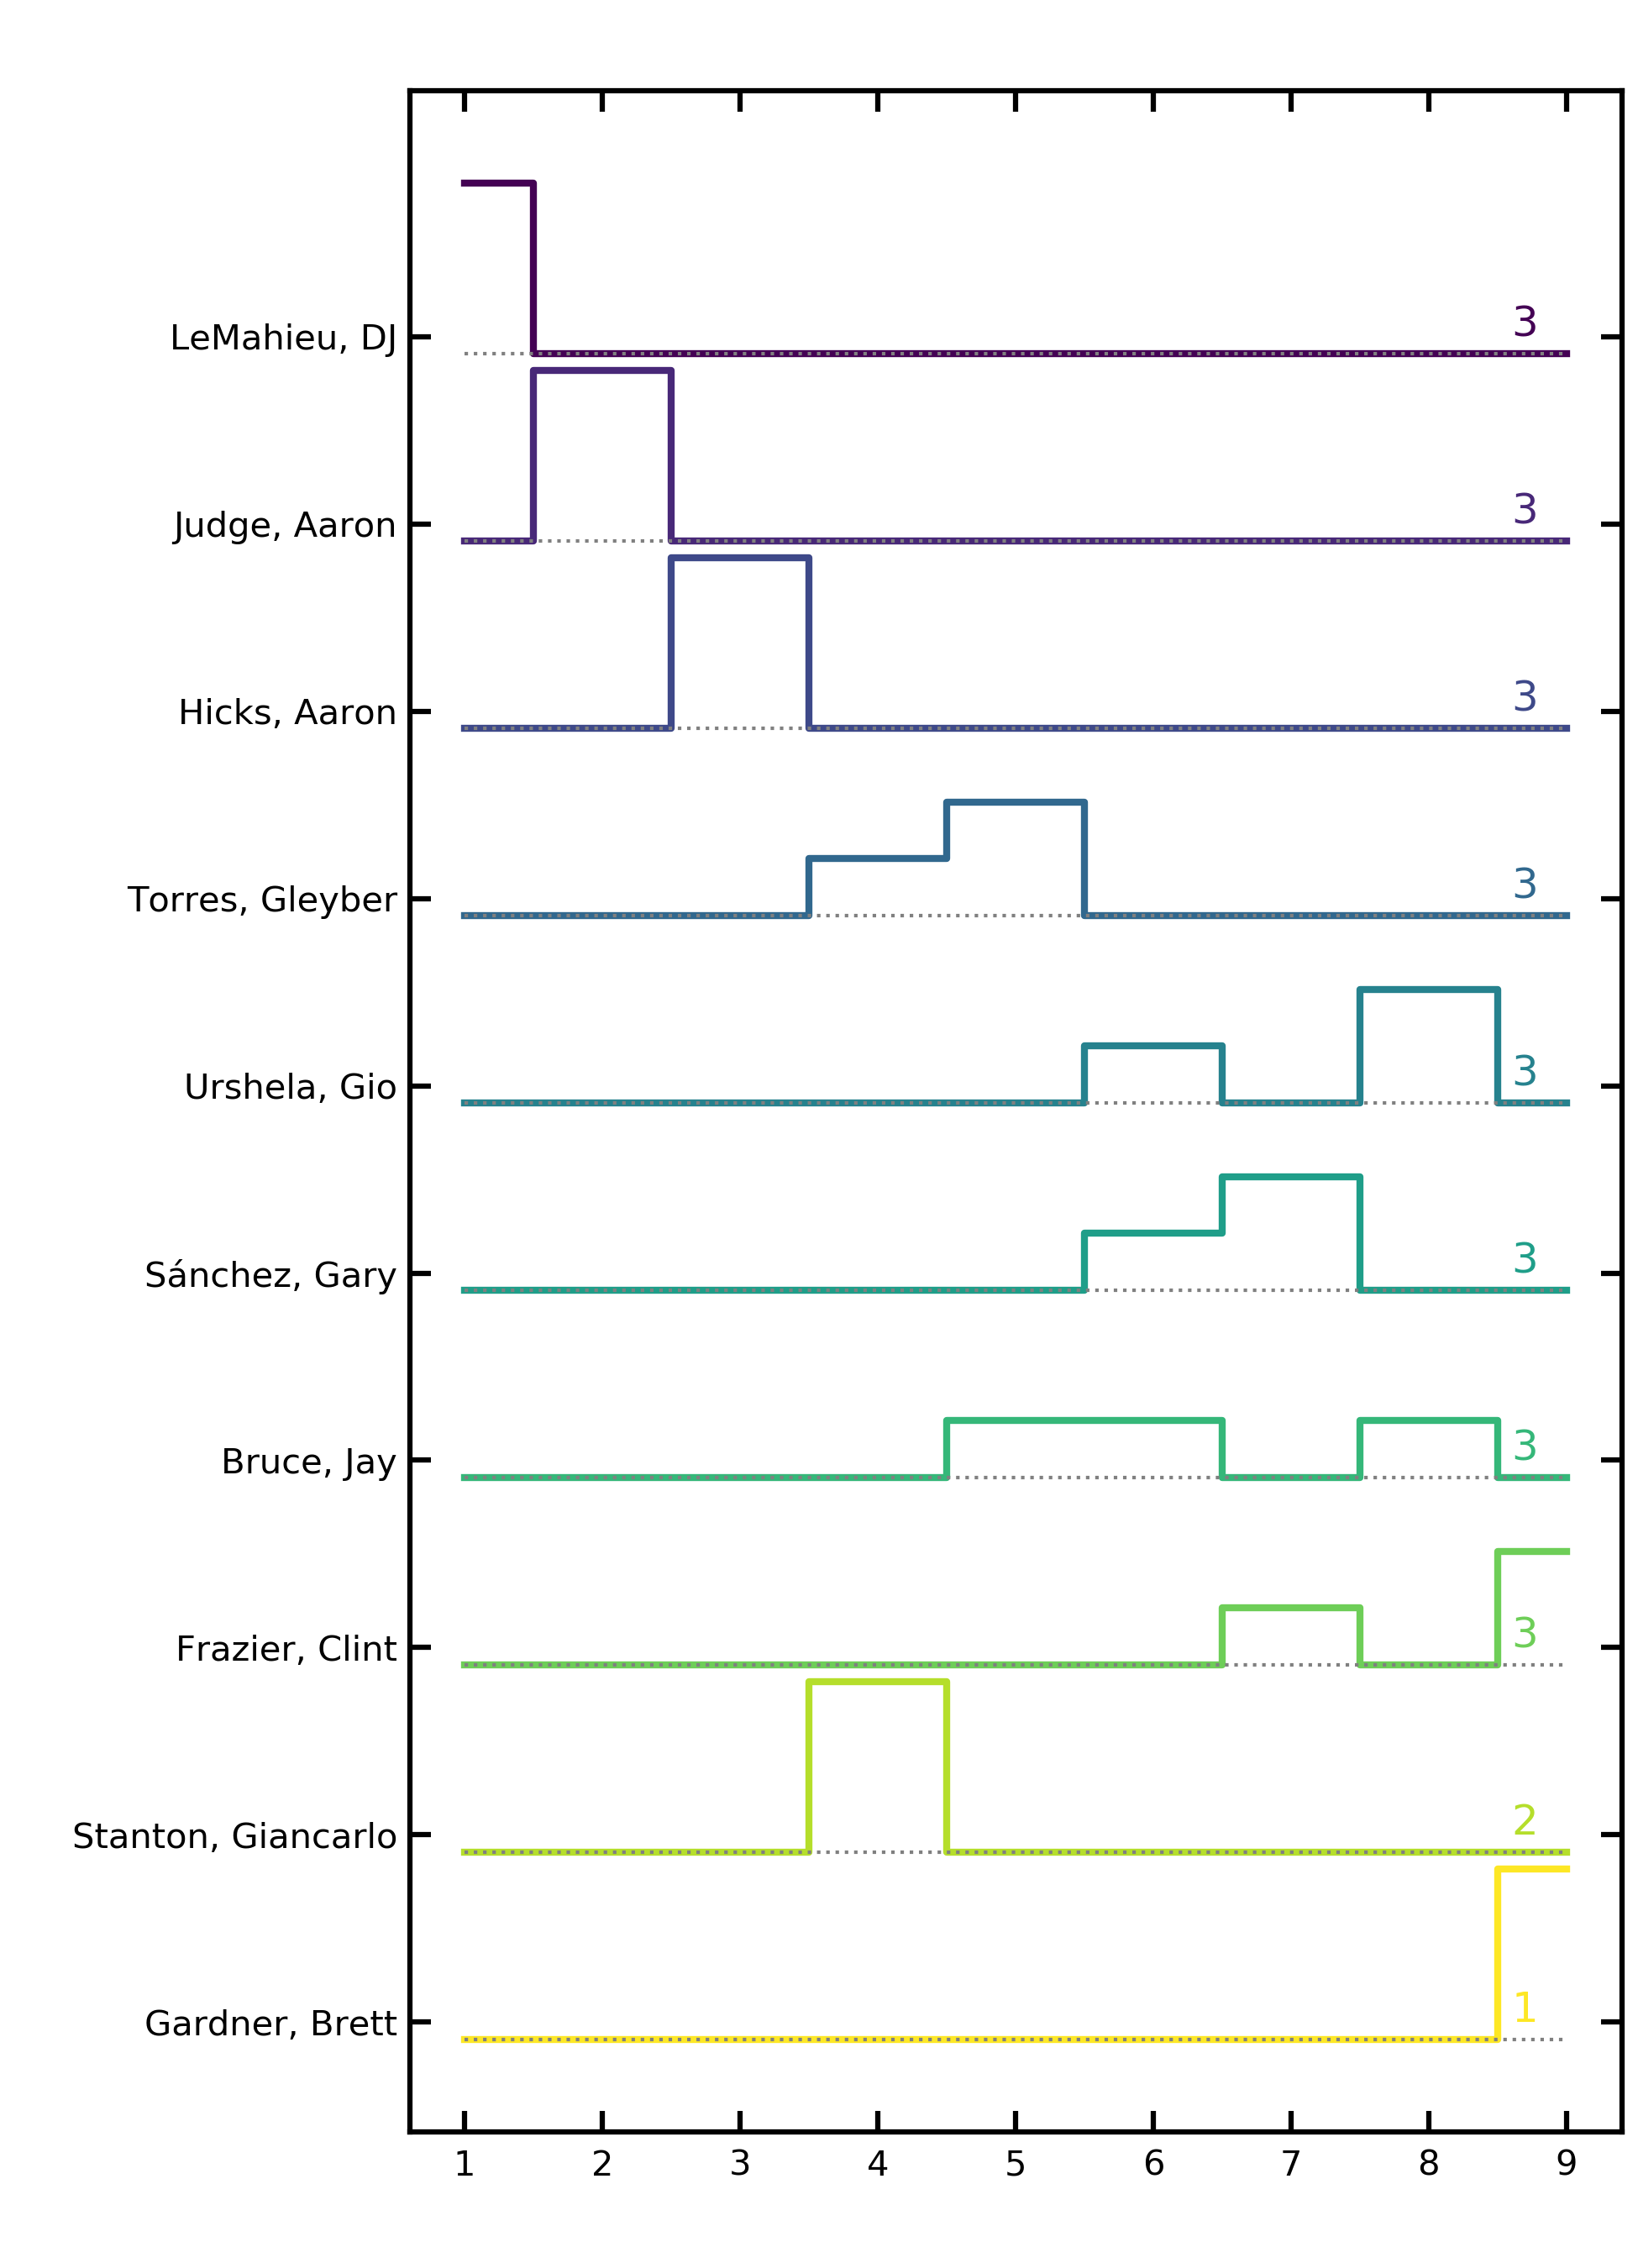 LeMahieu, DJ 3
Judge, Aaron 3
Hicks, Aaron 3
Torres, Gleyber 3
Urshela, Gio 3
Sánchez, Gary 3
Bruce, Jay 3
Frazier, Clint 3
Stanton, Giancarlo 2
Gardner, Brett 1
1 2 3 4 5 6 7 8 9